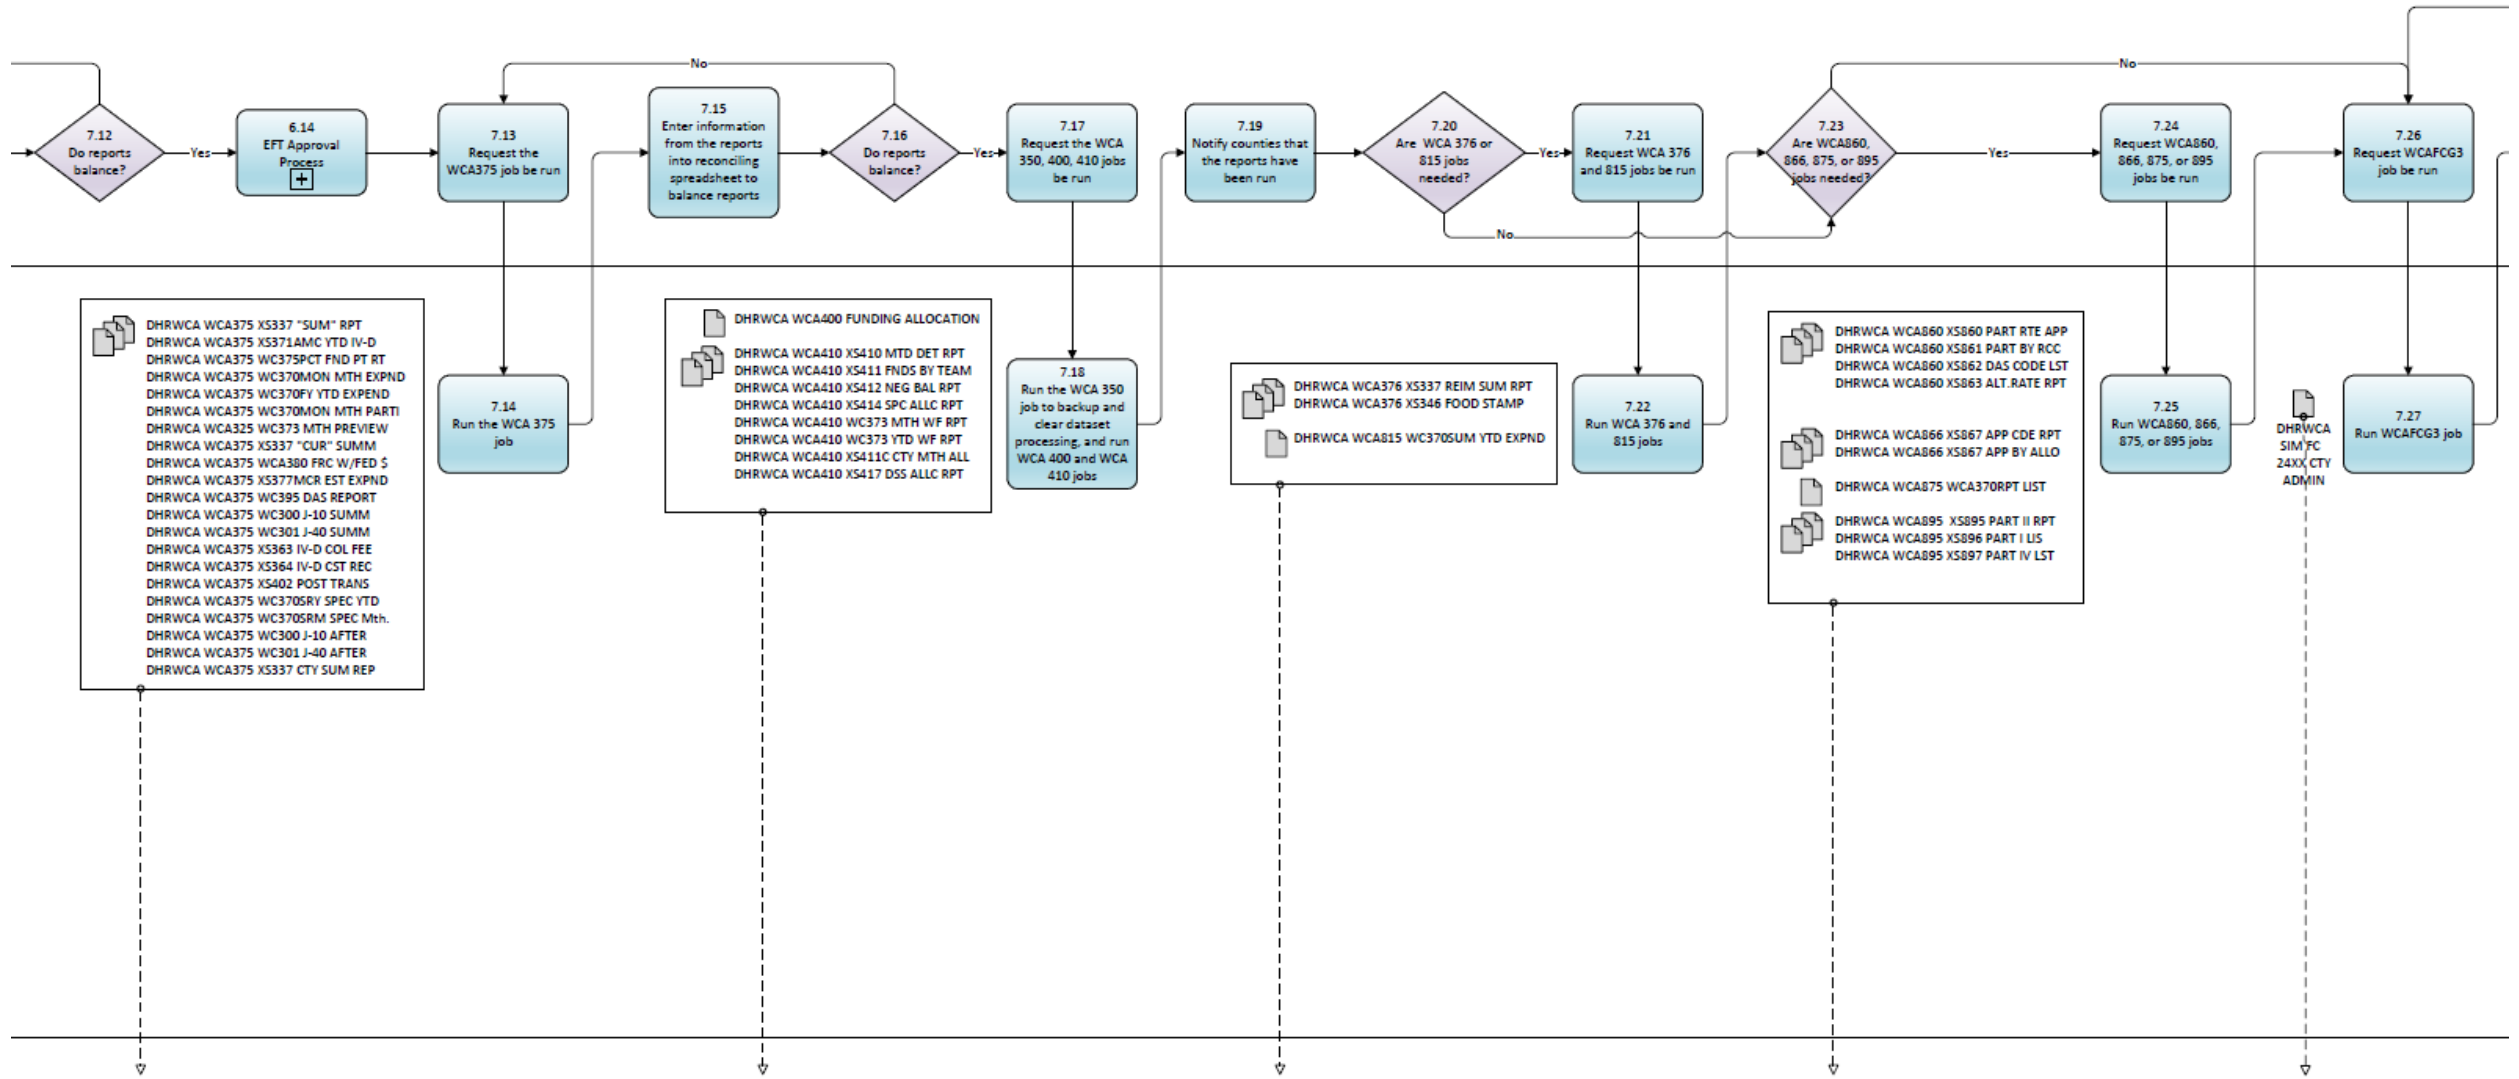 No
No
7.12
Do reports
balance?
Yes
6.14
EFT Approval
Process
7.13
Request the
WCA375 job be run
7.15
Enter information
from the reports
into reconciling
spreadsheet to
balance reports
7.16
Do reports
balance?
Yes
7.17
Request the WCA
350, 400, 410 jobs
be run
7.19
Notify counties that
the reports have
been run
7.20
Are WCA 376 or
815 jobs
needed?
Yes
No
7.21
Request WCA 376
and 815 jobs be run
7.23
Are WCA860,
866, 875, or 895
jobs needed?
Yes
7.24
Request WCA860,
866, 875, or 895
jobs be run
7.26
Request WCAFCG3
job be run
DHRWCA WCA375 XS337 "SUM" RPT
DHRWCA WCA375 XS371AMC YTD IV-D
DHRWCA WCA375 WC375PCT FND PT RT
DHRWCA WCA375 WC370MON MTH EXPND
DHRWCA WCA375 WC370FY YTD EXPEND
DHRWCA WCA375 WC370MON MTH PARTI
DHRWCA WCA325 WC373 MTH PREVIEW
DHRWCA WCA375 XS337 "CUR" SUMM
DHRWCA WCA375 WCA380 FRC W/FED $
DHRWCA WCA375 XS377MCR EST EXPND
DHRWCA WCA375 WC395 DAS REPORT
DHRWCA WCA375 WC300 J-10 SUMM
DHRWCA WCA375 WC301 J-40 SUMM
DHRWCA WCA375 XS363 IV-D COL FEE
DHRWCA WCA375 XS364 IV-D CST REC
DHRWCA WCA375 XS402 POST TRANS
DHRWCA WCA375 WC370SRY SPEC YTD
DHRWCA WCA375 WC370SRM SPEC Mth.
DHRWCA WCA375 WC300 J-10 AFTER
DHRWCA WCA375 WC301 J-40 AFTER
DHRWCA WCA375 XS337 CTY SUM REP
7.14
Run the WCA 375
job
DHRWCA WCA400 FUNDING ALLOCATION
DHRWCA WCA410 XS410 MTD DET RPT
DHRWCA WCA410 XS411 FNDS BY TEAM
DHRWCA WCA410 XS412 NEG BAL RPT
DHRWCA WCA410 XS414 SPC ALLC RPT
DHRWCA WCA410 WC373 MTH WF RPT
DHRWCA WCA410 WC373 YTD WF RPT
DHRWCA WCA410 XS411C CTY MTH ALL
DHRWCA WCA410 XS417 DSS ALLC RPT
7.18
Run the WCA 350
job to backup and
clear dataset
processing, and run
WCA 400 and WCA
410 jobs
DHRWCA WCA376 XS337 REIM SUM RPT
DHRWCA WCA376 XS346 FOOD STAMP
DHRWCA WCA815 WC370SUM YTD EXPND
7.22
Run WCA 376 and
815 jobs
DHRWCA WCA860 XS860 PART RTE APP
DHRWCA WCA860 XS861 PART BY RCC
DHRWCA WCA860 XS862 DAS CODE LST
DHRWCA WCA860 XS863 ALT.RATE RPT
DHRWCA WCA866 XS867 APP CDE RPT
DHRWCA WCA866 XS867 APP BY ALLO
DHRWCA WCA875 WCA370RPT LIST
DHRWCA WCA895 XS895 PART II RPT
DHRWCA WCA895 XS896 PART I LIS
DHRWCA WCA895 XS897 PART IV LST
7.25
Run WCA860, 866,
875, or 895 jobs
DHRWCA
SIM FC
24XX CTY
ADMIN
7.27
Run WCAFCG3 job